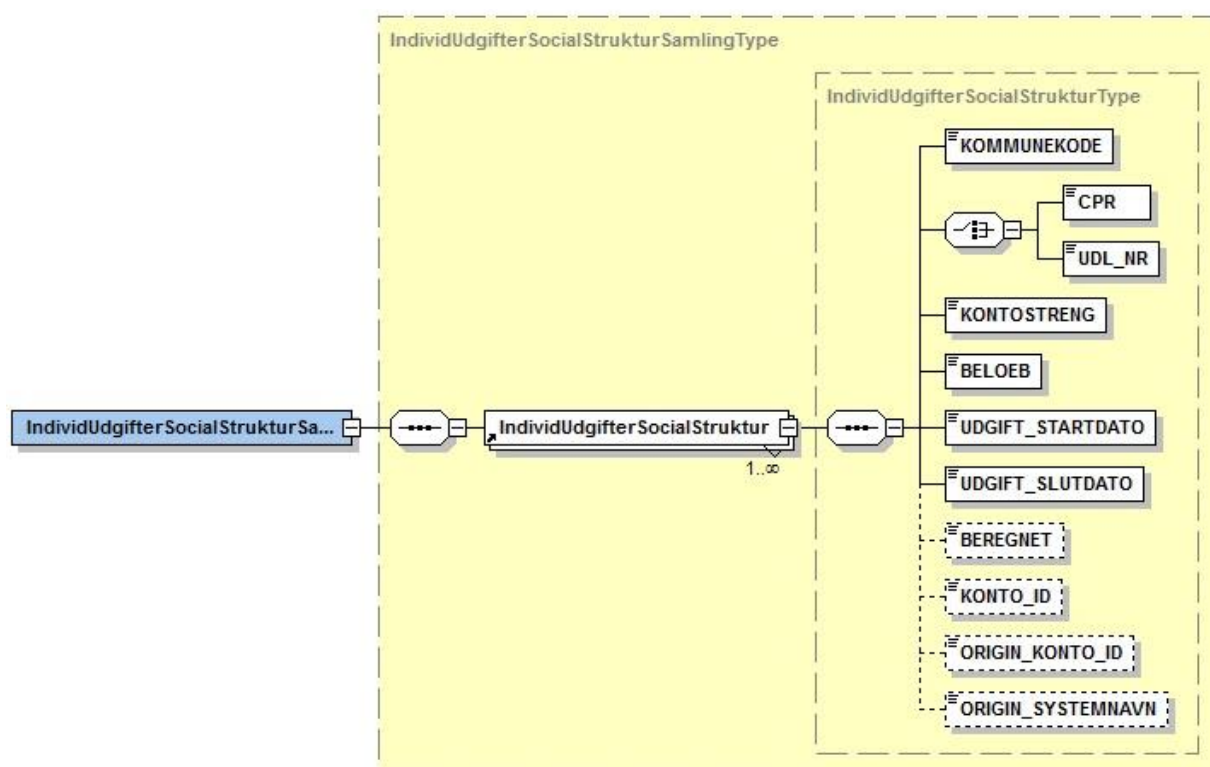 IndividUdgifterSocialStrukturSamlingType
IndividUdgifterSocialStrukturType
KOMMUNEKODE
CPR
UDL_NR
KONTOSTRENG
BELOEB
IndividUdgifterSocialStrukturSa...
IndividUdgifterSocialStruktur
1..∞
UDGIFT_STARTDATO
UDGIFT_SLUTDATO
BEREGNET
KONTO_ID
ORIGIN_KONTO_ID
ORIGIN_SYSTEMNAVN